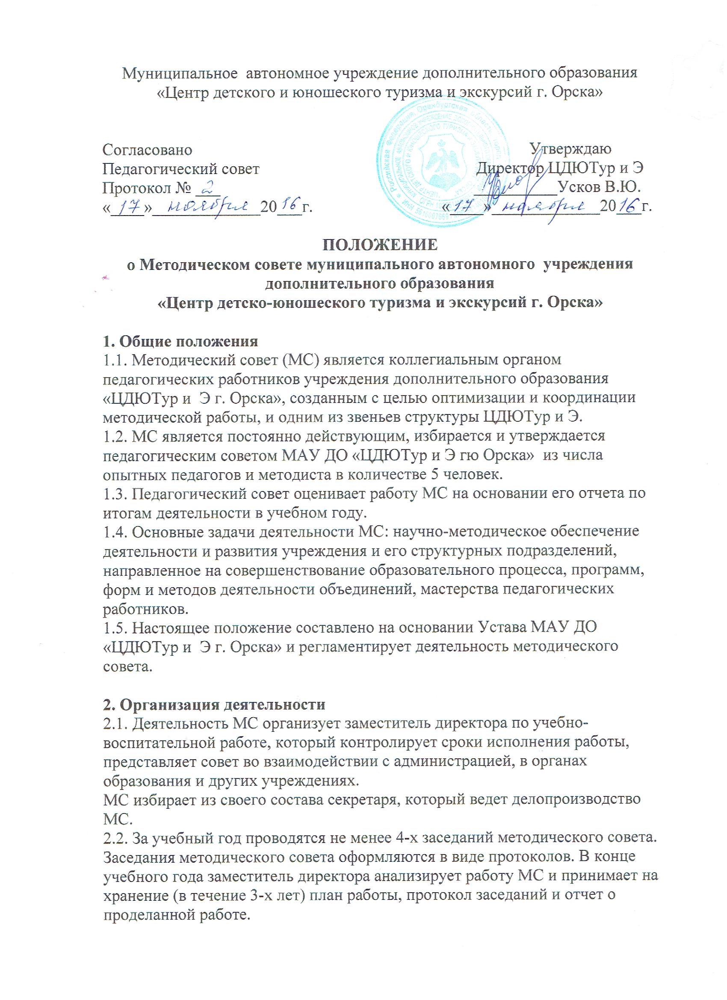 Муниципальное автономное учреждение дополнительного образования
«Центр детского и юношеского туризма и экскурсий г. Орска»
Российская Федерация, Оренбургская область, город
Согласовано Утверждаю
Педагогический совет Директор ЦДЮТур и Э
Протокол № 2 Усков В.Ю.
«17» ноября 2016 г. «17» ноября 2016 г.
ПОЛОЖЕНИЕ
о Методическом совете муниципального автономного учреждения
дополнительного образования
«Центр детско-юношеского туризма и экскурсий г. Орска»
1. Общие положения
1.1. Методический совет (МС) является коллегиальным органом
педагогических работников учреждения дополнительного образования
«ЦДЮТур и Э г. Орска», созданным с целью оптимизации и координации
методической работы, и одним из звеньев структуры ЦДЮТур и Э.
1.2. МС является постоянно действующим, избирается и утверждается
педагогическим советом МАУ ДО «ЦДЮТур и Э гю Орска» из числа
опытных педагогов и методиста в количестве 5 человек.
1.3. Педагогический совет оценивает работу МС на основании его отчета по
итогам деятельности в учебном году.
1.4. Основные задачи деятельности МС: научно-методическое обеспечение
деятельности и развития учреждения и его структурных подразделений,
направленное на совершенствование образовательного процесса, программ,
форм и методов деятельности объединений, мастерства педагогических
работников.
1.5. Настоящее положение составлено на основании Устава МАУ ДО
«ЦДЮТур и Э г. Орска» и регламентирует деятельность методического
совета.
2. Организация деятельности
2.1. Деятельность МС организует заместитель директора по учебно-
воспитательной работе, который контролирует сроки исполнения работы,
представляет совет во взаимодействии с администрацией, в органах
образования и других учреждениях.
МС избирает из своего состава секретаря, который ведет делопроизводство
МС.
2.2. За учебный год проводятся не менее 4-х заседаний методического совета.
Заседания методического совета оформляются в виде протоколов. В конце
учебного года заместитель директора анализирует работу МС и принимает на
хранение (в течение 3-х лет) план работы, протокол заседаний и отчет о
проделанной работе.